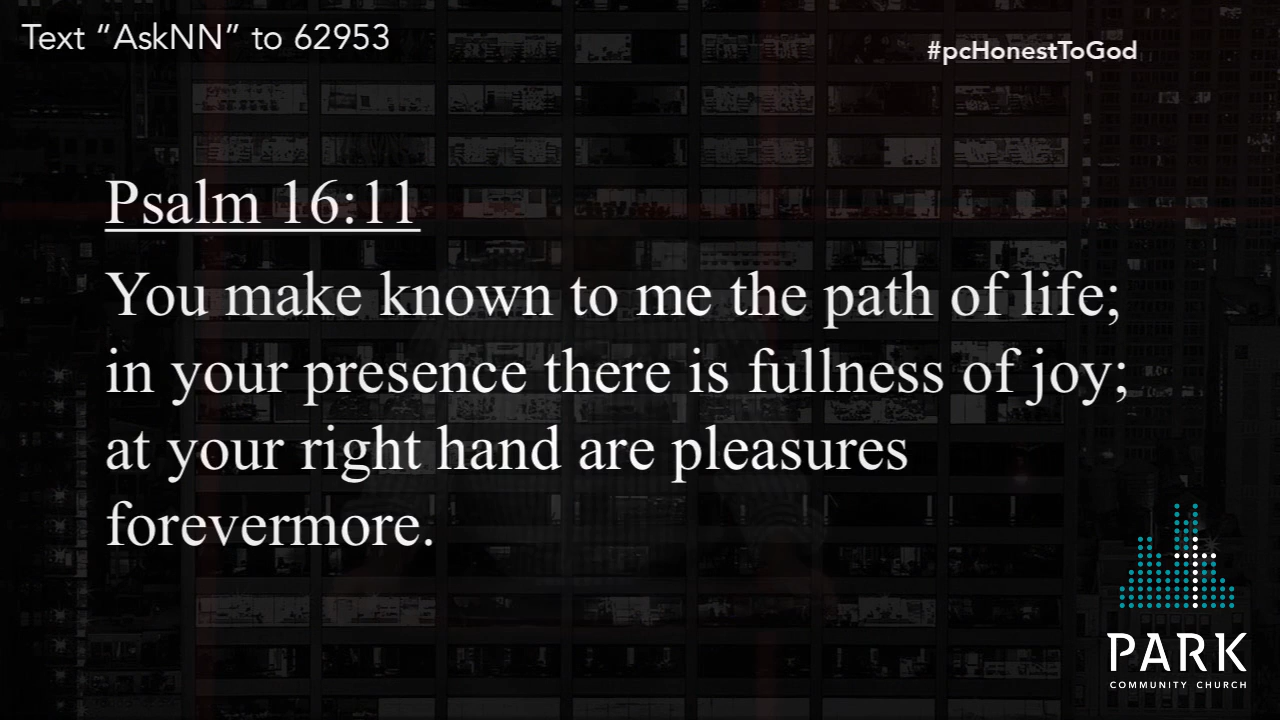 Text “AskNN” to 62953
#pcHonestToGod
Psalm 16:11
You make known to me the path of life;
in your presence there is fullness of joy;
at your right hand are pleasures
forevermore.
PARK
COMMUNITY CHURCH